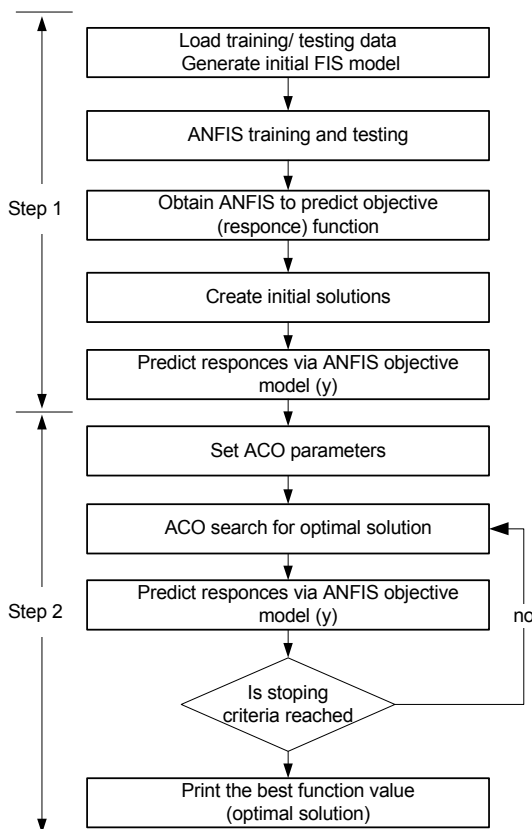 Load training/ testing data
Generate initial FIS model
ANFIS training and testing
Step 1
Obtain ANFIS to predict objective
(responce) function
Create initial solutions
Predict responces via ANFIS objective
model (y)
Set ACO parameters
ACO search for optimal solution
Step 2
Predict responces via ANFIS objective
model (y)
no
Is stoping
criteria reached
Print the best function value
(optimal solution)